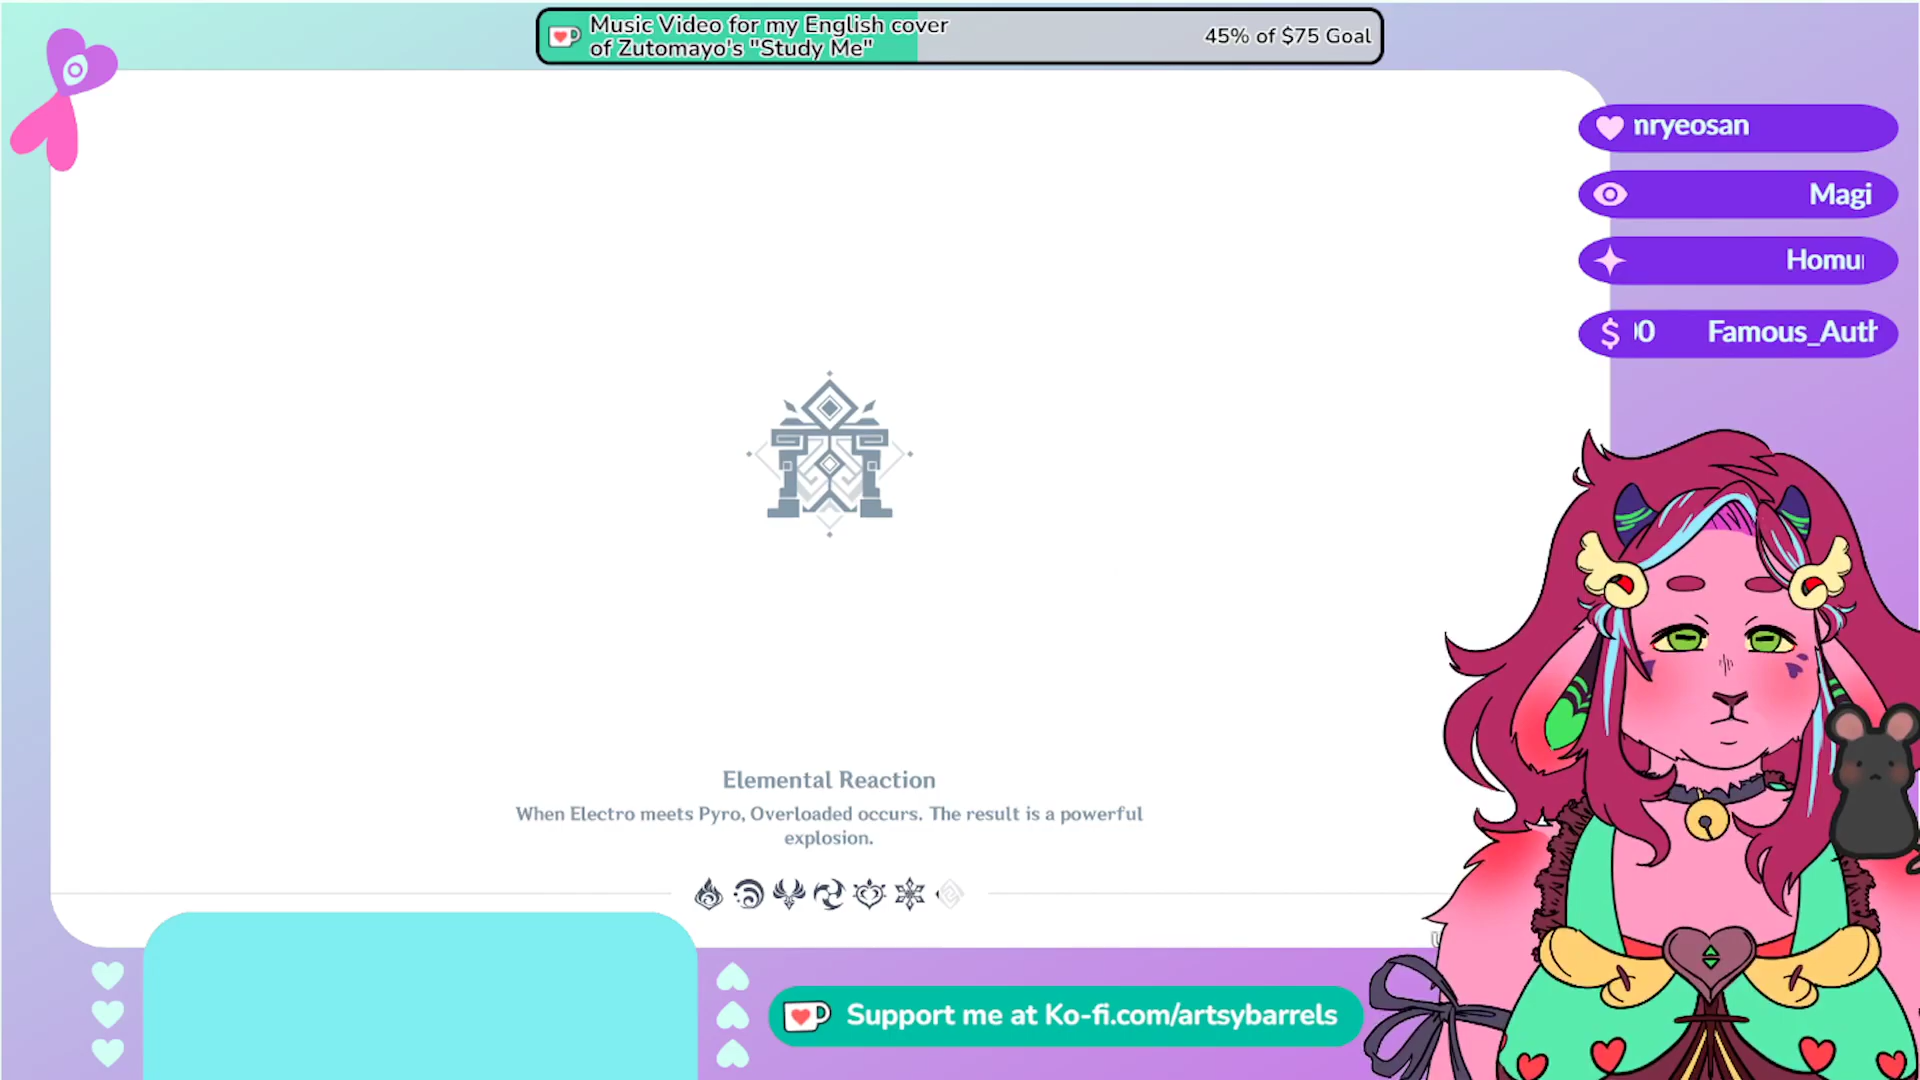 Music Video for my English cover
of Zutomayo's "Study Me"
45% of $75 Goal
nryeosan
Magi
Homu
Famous_Auth
Elemental Reaction
When Electro meets Pyro, Overloaded occurs. The result is a powerful
explosion.
Support me at Ko-fi.com/artsybarrels